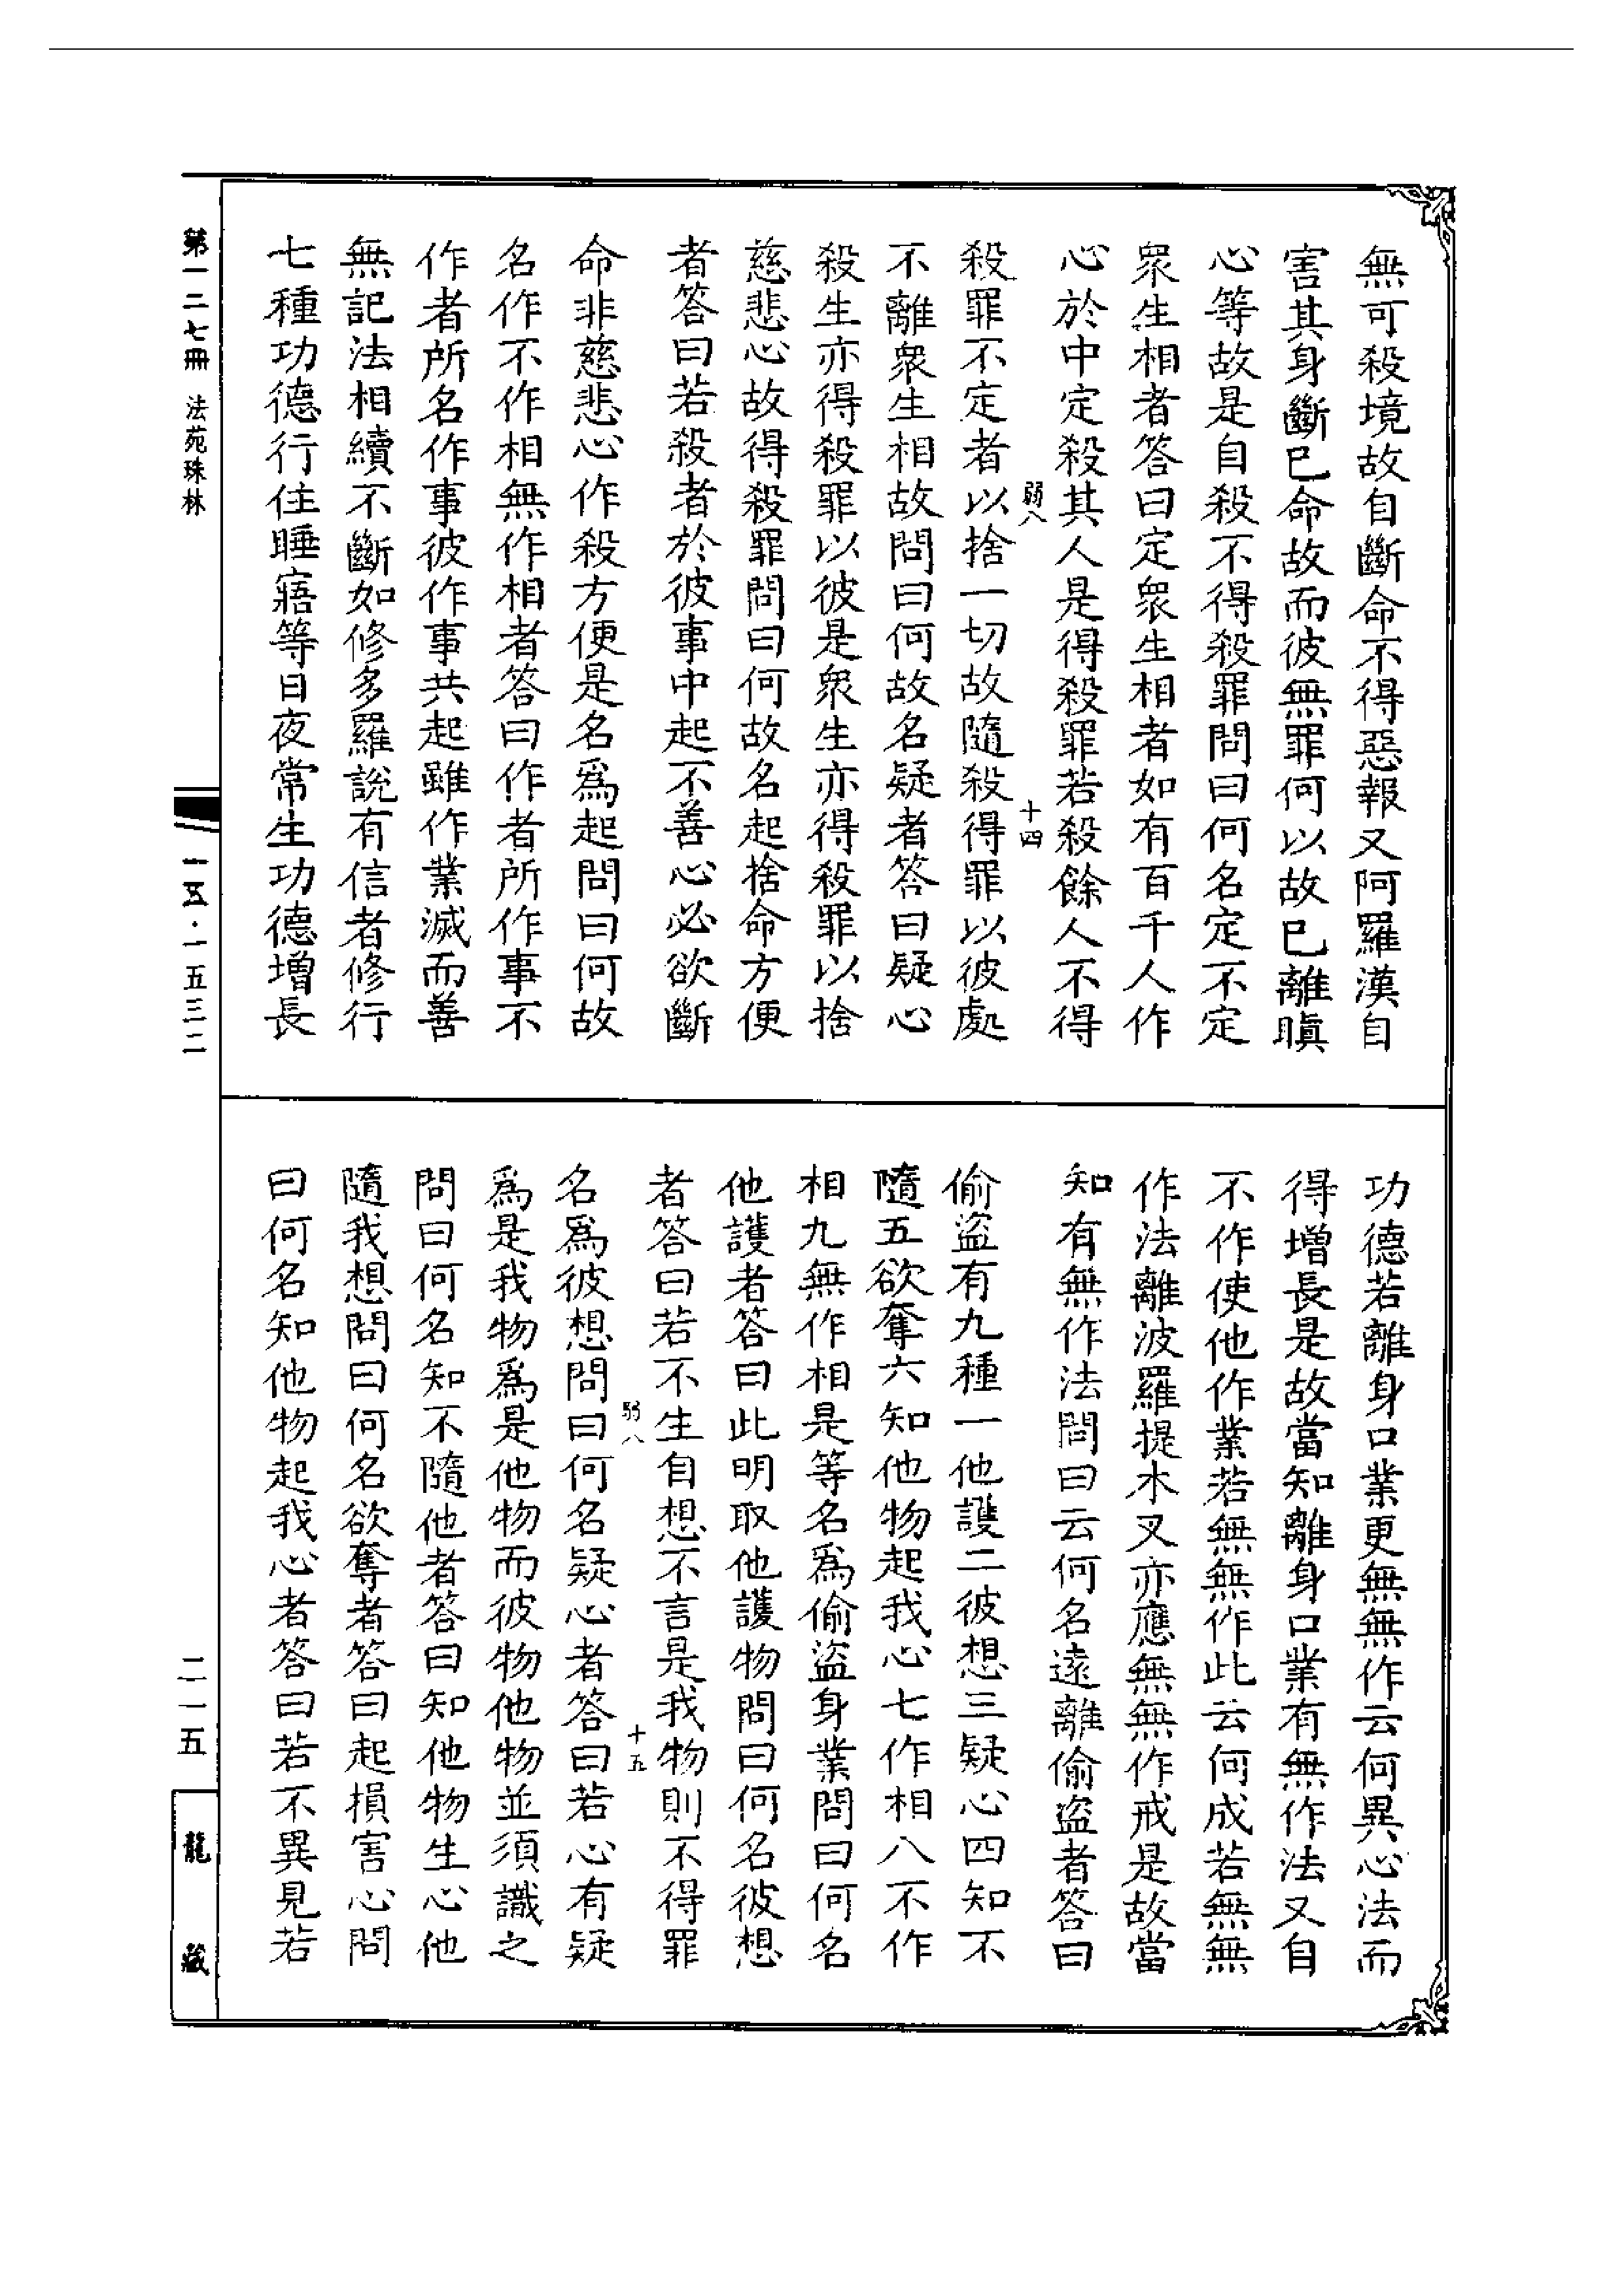 無可殺境故自斷命不得惡報又阿羅漢自
害其身斷已命故而彼無罪何以故已離瞋
心等故是自殺不得殺罪問曰何名定不定
眾生相者答曰定眾生相者如有百千人作
心於中定殺其人是得殺罪若殺餘人不得
弱八
十四
殺罪不定者以捨一切故隨殺得罪以彼處
不離眾生相故問曰何故名疑者答曰疑心
殺生亦得殺罪以彼是眾生亦得殺罪以捨
慈悲心故得殺罪問曰何故名起捨命方便
者答曰若殺者於彼事中起不善心必欲斷
命非慈悲心作殺方便是名為起問曰何故
名作不作相無作相者答曰作者所作事不
作者所名作事彼作事共起雖作業滅而善
無記法相續不斷如修多羅說有信者修行
七種功德行住睡寤等日夜常生功德增長
功德若離身口業更無無作云何異心法而
得增長是故當知離身口業有無作法又自
不作使他作業若無無作此云何成若無無
作法離波羅提木叉亦應無無作戒是故當
知有無作法問曰云何名遠離偷盜者答曰
偷盜有九種一他護二彼想三疑心四知不
隨五欲奪六知他物起我心七作相八不作
相九無作相是等名為偷盜身業問曰何名
他護者答曰此明取他護物問曰何名彼想
者答曰若不生自想不言是我物則不得罪
弱八
十五
名為彼想問曰何名疑心者答曰若心有疑
為是我物為是他物而彼物他物並須識之
問曰何名知不隨他者答曰知他物生心他
隨我想問曰何名欲奪者答曰起損害心問
曰何名知他物起我心者答曰若不異見若
第一二七冊 法苑珠林
一五·一五三二
二一五
龍藏